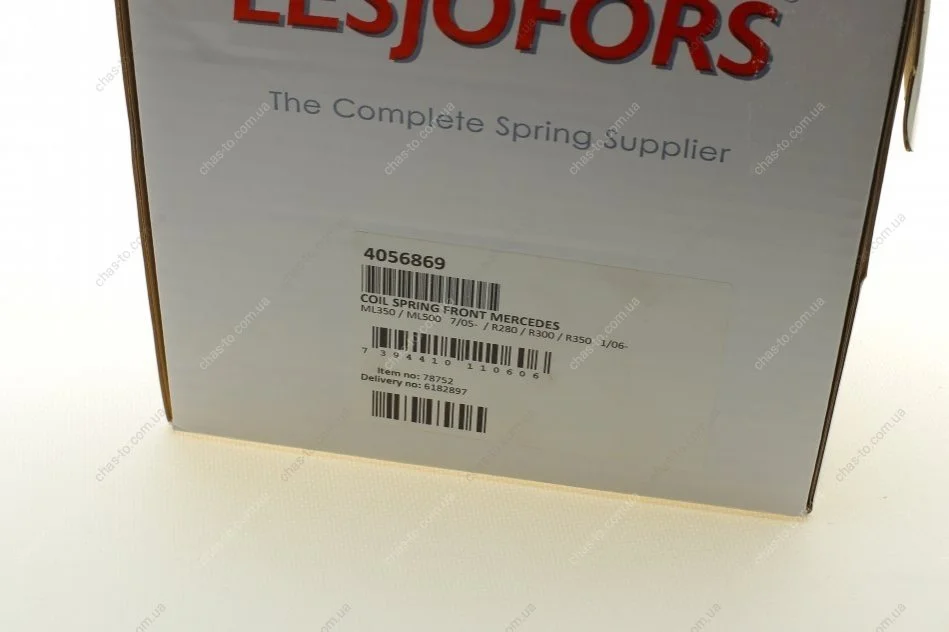 LESJÖFORS
The Complete Spring Supplier
4056869
COIL SPRING FRONT MERCEDES
ML350 / ML500 7/05- / R280 / R300 / R350 1/06-
7 394410 110606
Item no: 78752
Delivery no: 6182897
chas-to.com.ua